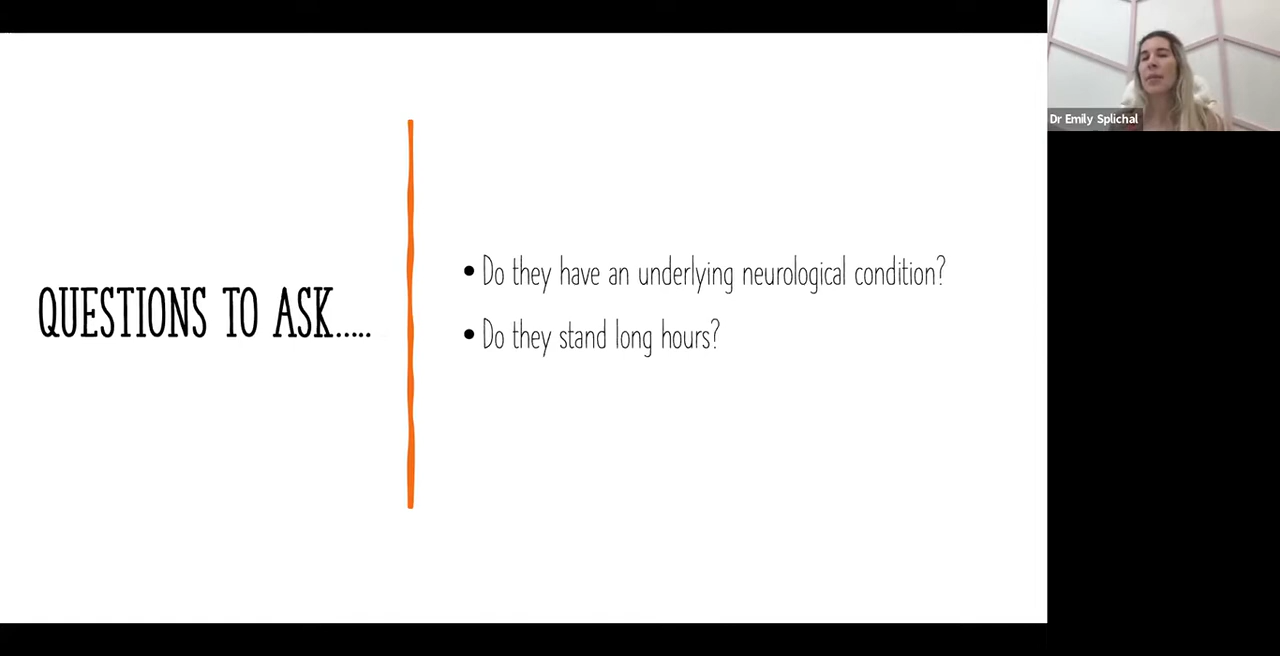 QUESTIONS TO ASK.....
• Do they have an underlying neurological condition?
• Do they stand long hours?
Dr Emily Splichal